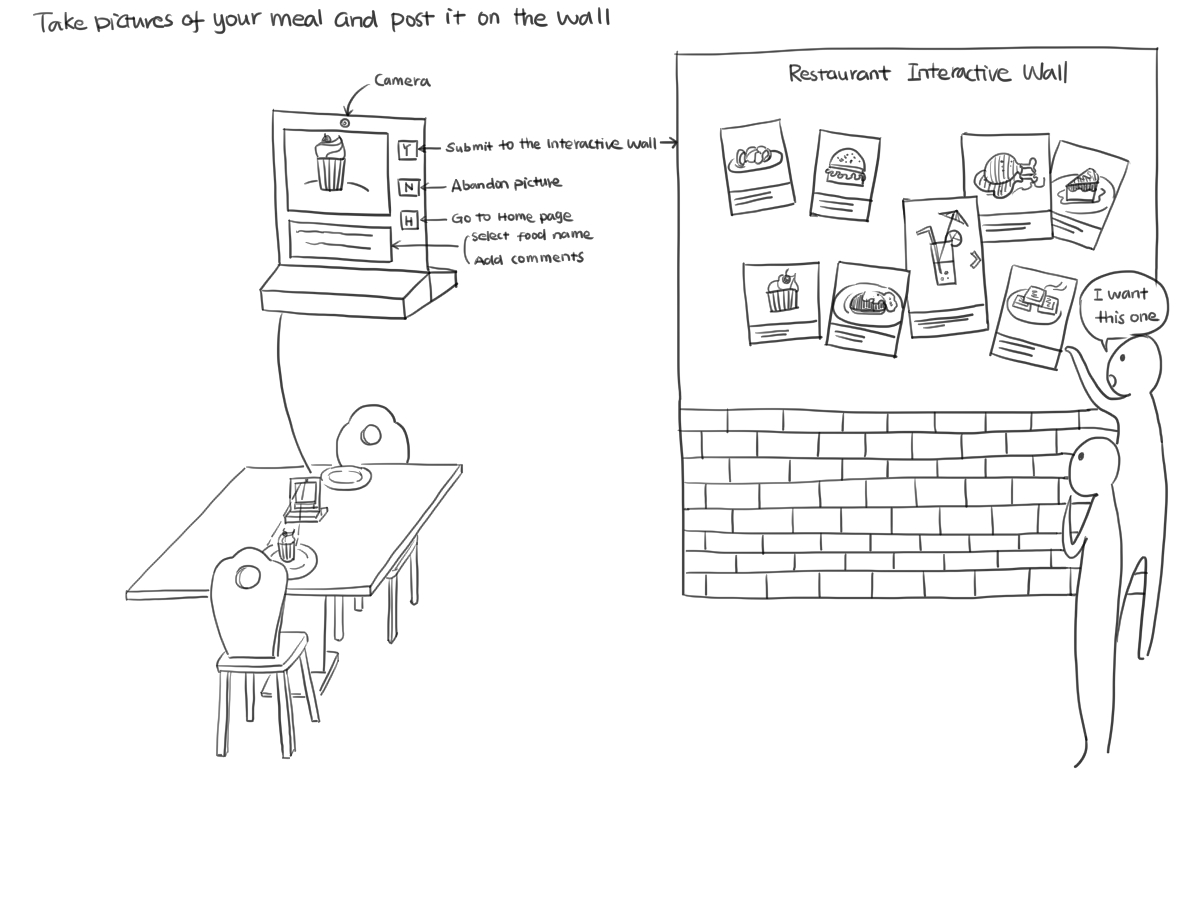 Take pictures of your meal and post it on the wall
Camera
Y
Submit to the Interactive Wall
N
Abandon picture
H
Go to Home page
Select food name
Add comments
Restaurant Interactive Wall
I want
this one